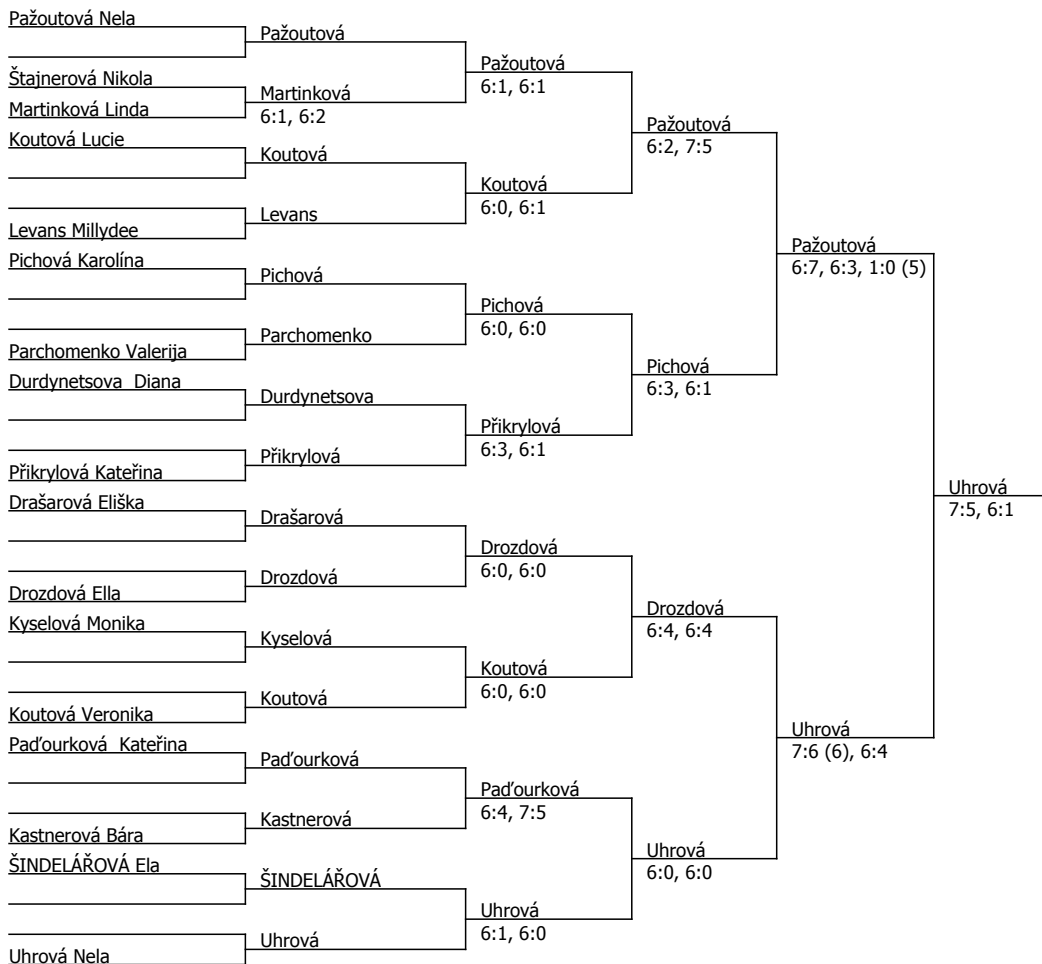 Pažoutová Nela
Pažoutová
Pažoutová
6:1, 6:1
Štajnerová Nikola
Martinková
6:1, 6:2
Martinková Linda
Pažoutová
6:2, 7:5
Koutová Lucie
Koutová
Koutová
6:0, 6:1
Levans
Levans Millydee
Pažoutová
6:7, 6:3, 1:0 (5)
Pichová Karolína
Pichová
Pichová
6:0, 6:0
Parchomenko
Parchomenko Valerija
Pichová
6:3, 6:1
Durdynetsova  Diana
Durdynetsova
Přikrylová
6:3, 6:1
Přikrylová
Přikrylová Kateřina
Uhrová
7:5, 6:1
Drašarová Eliška
Drašarová
Drozdová
6:0, 6:0
Drozdová
Drozdová Ella
Drozdová
6:4, 6:4
Kyselová Monika
Kyselová
Koutová
6:0, 6:0
Koutová
Koutová Veronika
Uhrová
7:6 (6), 6:4
Paďourková  Kateřina
Paďourková
Paďourková
6:4, 7:5
Kastnerová
Kastnerová Bára
Uhrová
6:0, 6:0
ŠINDELÁŘOVÁ Ela
ŠINDELÁŘOVÁ
Uhrová
6:1, 6:0
Uhrová
Uhrová Nela